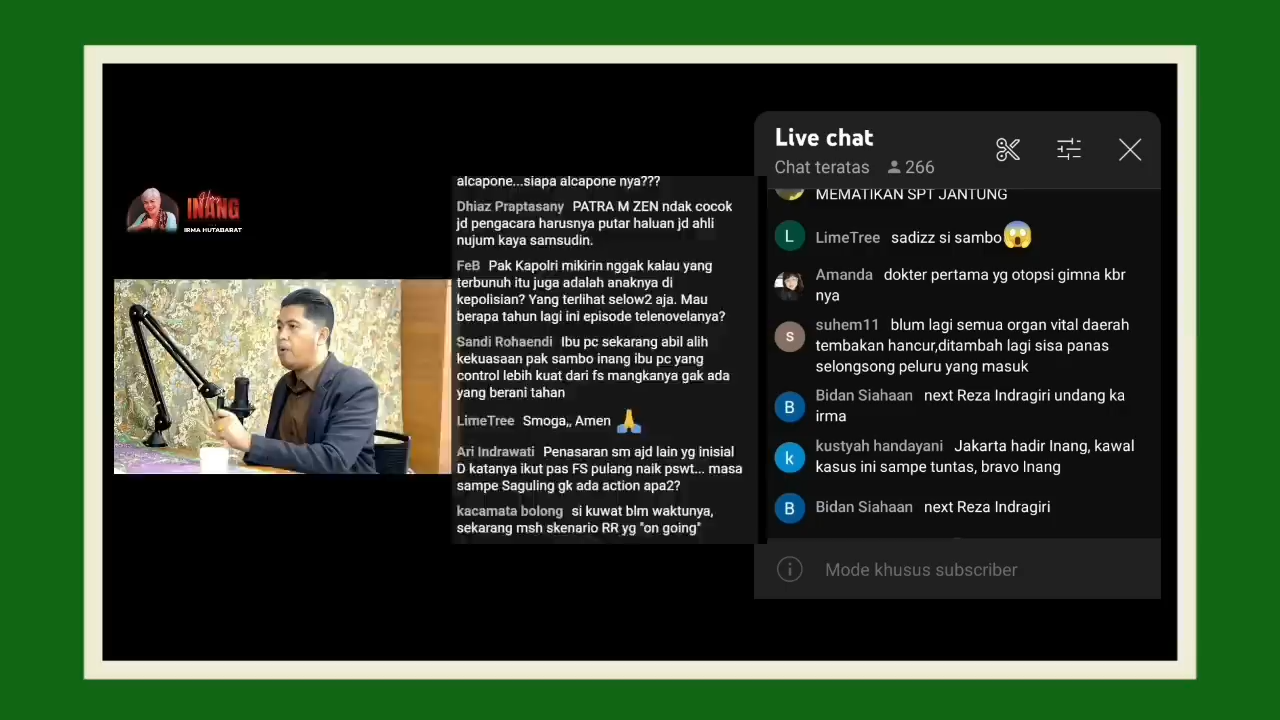 Hari
INANG
IRMA HUTABARAT
alcapone...siapa alcapone nya???
Dhiaz Praptasany PATRA M ZEN ndak cocok
jd pengacara harusnya putar haluan jd ahli
nujum kaya samsudin.
FeB Pak Kapolri mikirin nggak kalau yang
terbunuh itu juga adalah anaknya di
kepolisian? Yang terlihat selow2 aja. Mau
berapa tahun lagi ini episode telenovelanya?
Sandi Rohaendi Ibu pc sekarang abil alih
kekuasaan pak sambo inang ibu pc yang
control lebih kuat dari fs mangkanya gak ada
yang berani tahan
LimeTree Smoga,, Amen 🙏
Ari Indrawati Penasaran sm ajd lain yg inisial
D katanya ikut pas FS pulang naik pswt... masa
sampe Saguling gk ada action apa2?
kacamata bolong si kuwat blm waktunya,
sekarang msh skenario RR yg "on going"
Live chat
Chat teratas 266
MEMATIKAN SPT JANTUNG
L LimeTree sadizz si sambo😱
Amanda dokter pertama yg otopsi gimna kbr
nya
s suhem11 blum lagi semua organ vital daerah
tembakan hancur,ditambah lagi sisa panas
selongsong peluru yang masuk
B Bidan Siahaan next Reza Indragiri undang ka
irma
k kustyah handayani Jakarta hadir Inang, kawal
kasus ini sampe tuntas, bravo Inang
B Bidan Siahaan next Reza Indragiri
Mode khusus subscriber